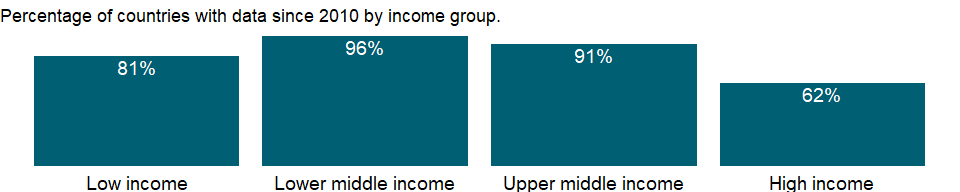 Percentage of countries with data since 2010 by income group.
81%
96%
91%
62%
Low income
Lower middle income
Upper middle income
High income